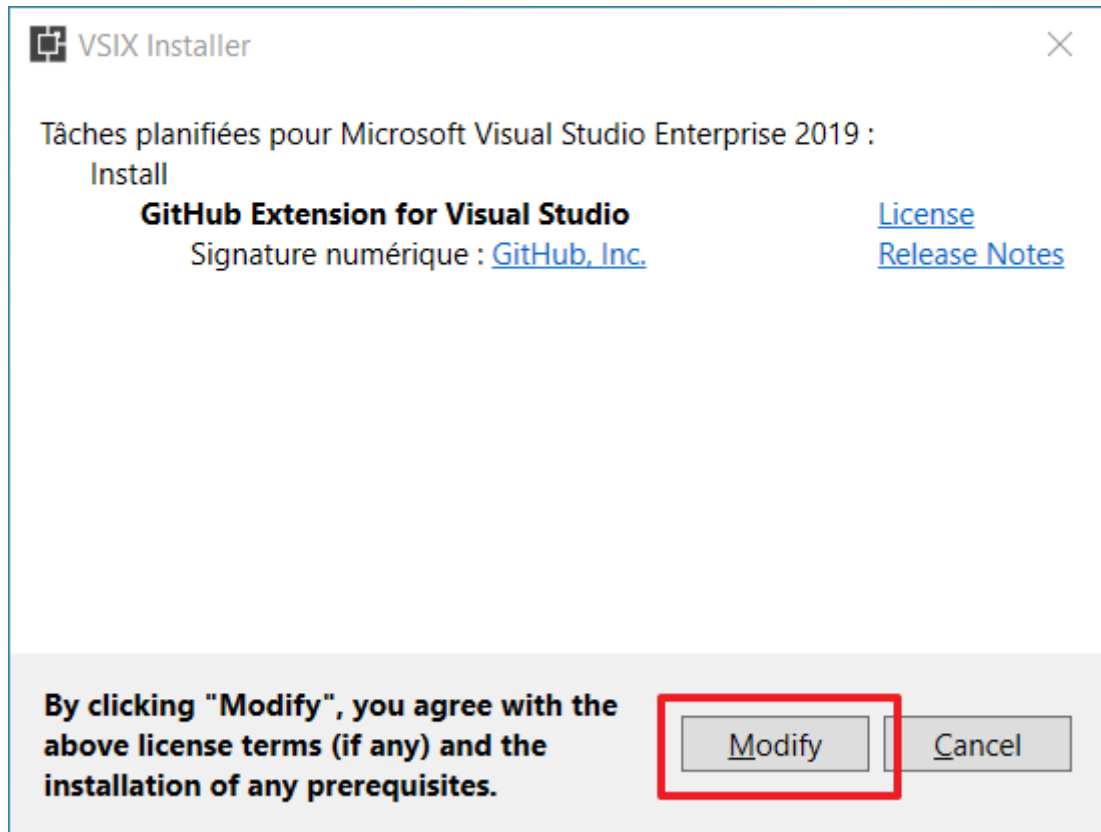 VSIX Installer
Tâches planifiées pour Microsoft Visual Studio Enterprise 2019 :
Install
GitHub Extension for Visual Studio License
Signature numérique : GitHub, Inc. Release Notes
By clicking "Modify", you agree with the
above license terms (if any) and the
installation of any prerequisites.
Modify Cancel